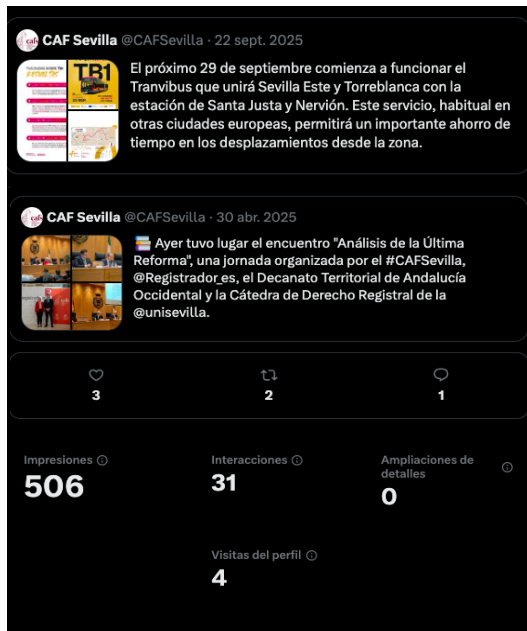 CAF Sevilla @CAFSevilla · 22 sept. 2025
TB1
El próximo 29 de septiembre comienza a funcionar el
Tranvibus que unirá Sevilla Este y Torreblanca con la
estación de Santa Justa y Nervión. Este servicio, habitual en
otras ciudades europeas, permitirá un importante ahorro de
tiempo en los desplazamientos desde la zona.
CAF Sevilla @CAFSevilla · 30 abr. 2025
📚 Ayer tuvo lugar el encuentro "Análisis de la Última
Reforma", una jornada organizada por el #CAFSevilla,
@Registrador_es, el Decanato Territorial de Andalucía
Occidental y la Cátedra de Derecho Registral de la
@unisevilla.
3
2
1
Impresiones
506
Interacciones
31
Ampliaciones de
detalles
0
Visitas del perfil
4